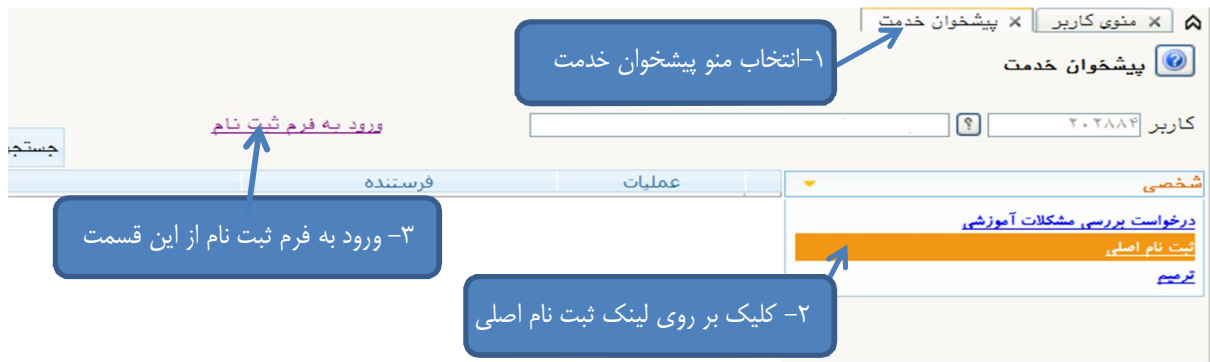 منوی کاربر
پیشخوان خدمت
۱-انتخاب منو پیشخوان خدمت
پیشخوان خدمت
کاربر ۲۰۲۸۸۴
ورود به فرم ثبت نام
جستجو
شخصی
عملیات
فرستنده
درخواست بررسی مشکلات آموزشی
ثبت نام اصلی
ترمیم
۳- ورود به فرم ثبت نام از این قسمت
۲- کلیک بر روی لینک ثبت نام اصلی